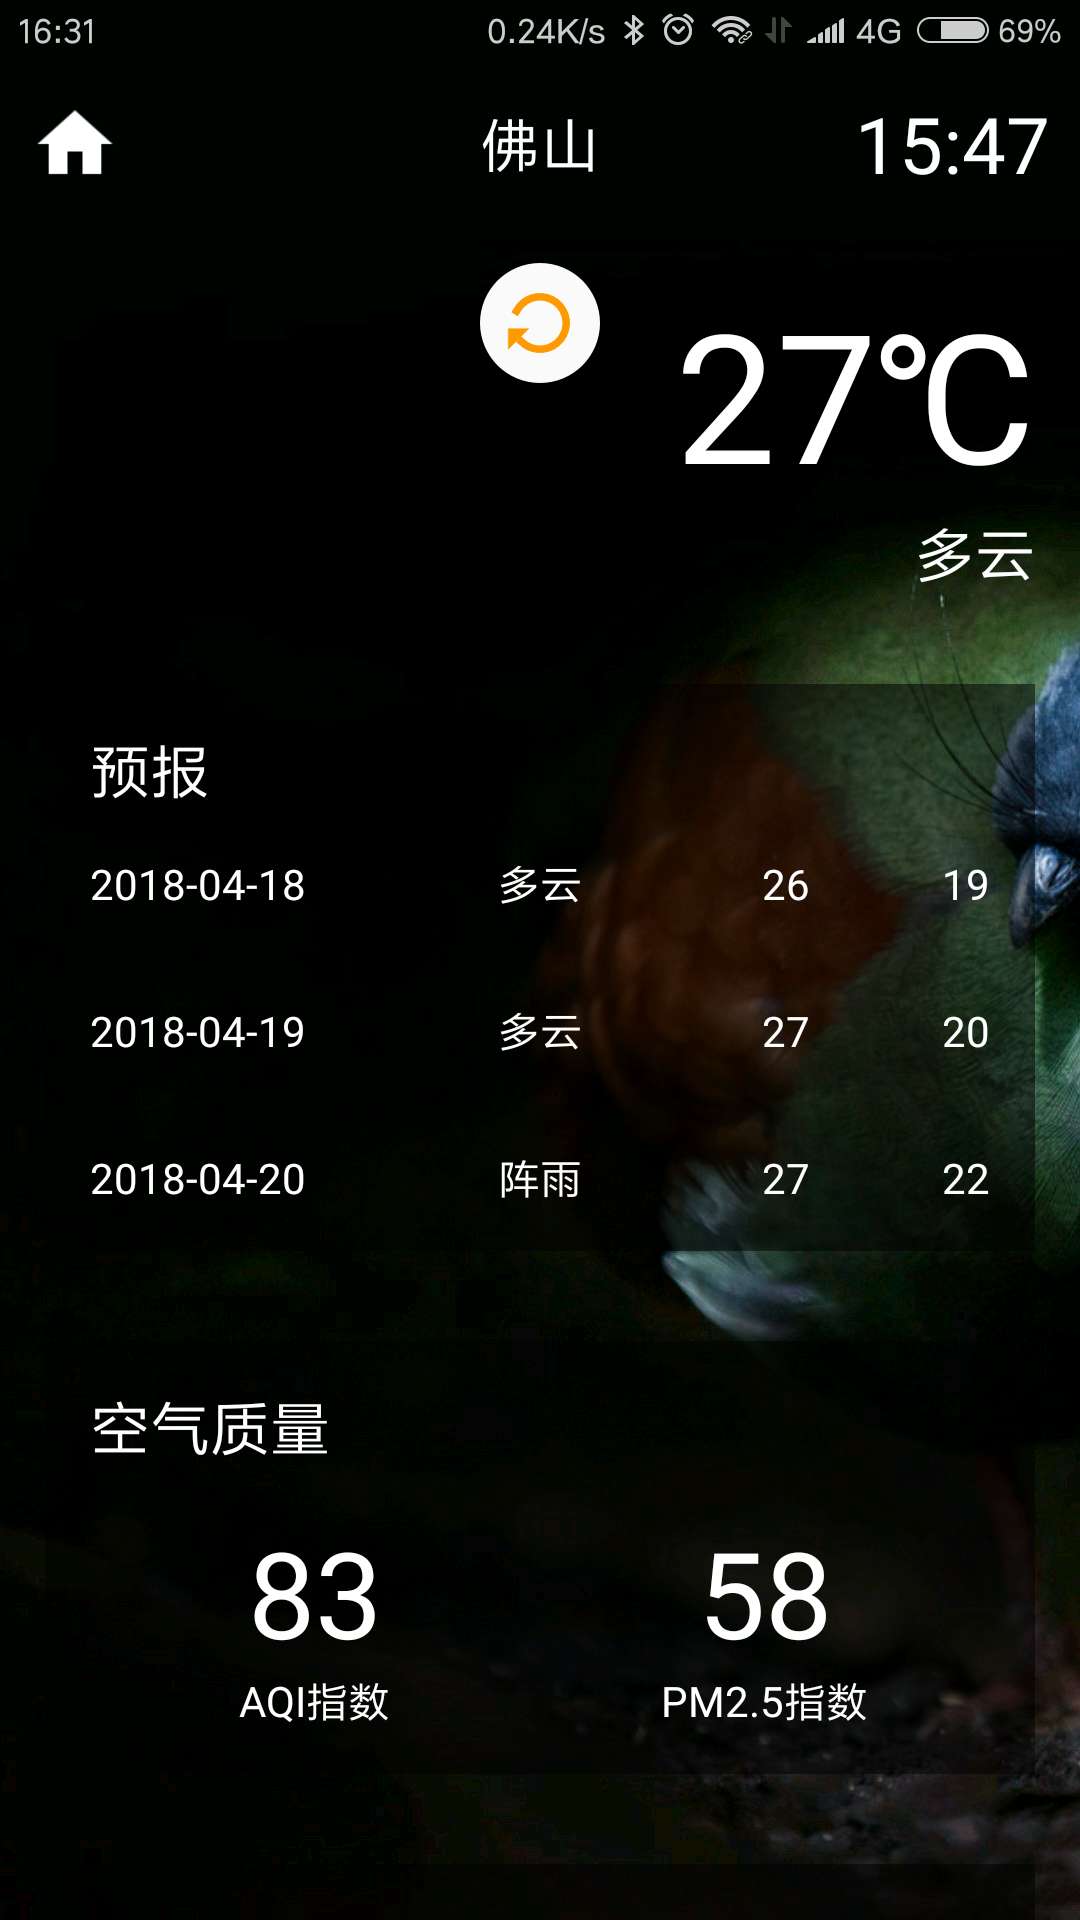 16:31 0.24K/s 4G 69%
佛山 15:47
27℃
多云
预报
2018-04-18 多云 26 19
2018-04-19 多云 27 20
2018-04-20 阵雨 27 22
空气质量
83 58
AQI指数 PM2.5指数